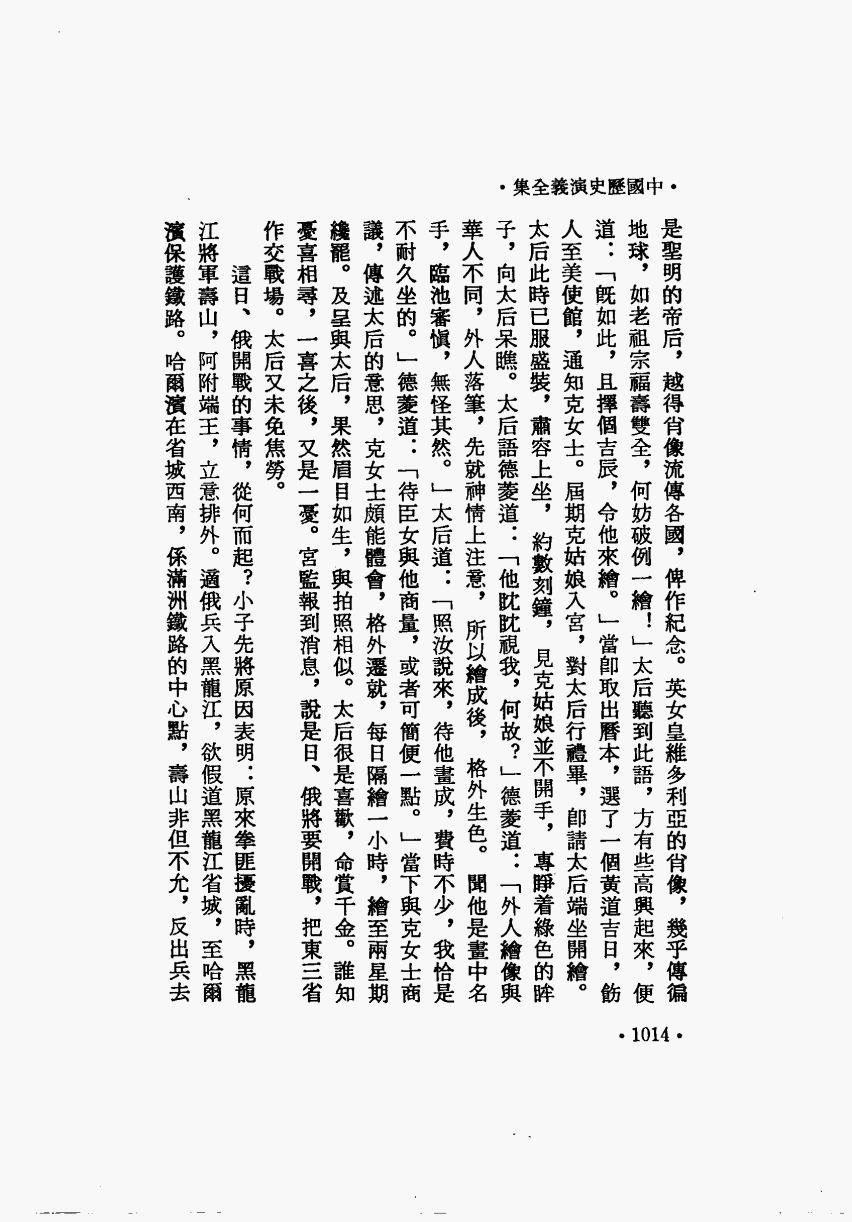 •中國歷史演義全集•
是聖明的帝后，越得肖像流傳各國，俾作紀念。英女皇維多利亞的肖像，幾乎傳徧
地球，如老祖宗福壽雙全，何妨破例一繪！」太后聽到此語，方有些高興起來，便
道：「既如此，且擇個吉辰，令他來繪。」當卽取出曆本，選了一個黃道吉日，飭
人至美使館，通知克女士。屆期克姑娘入宮，對太后行禮畢，卽請太后端坐開繪。
太后此時已服盛裝，肅容上坐，約數刻鐘，見克姑娘並不開手，專睜着綠色的眸
子，向太后呆瞧。太后語德菱道：「他眈眈視我，何故？」德菱道：「外人繪像與
華人不同，外人落筆，先就神情上注意，所以繪成後，格外生色。聞他是畫中名
手，臨池審愼，無怪其然。」太后道：「照汝說來，待他畫成，費時不少，我恰是
不耐久坐的。」德菱道：「待臣女與他商量，或者可簡便一點。」當下與克女士商
議，傳述太后的意思，克女士頗能體會，格外遷就，每日隔繪一小時，繪至兩星期
纔罷。及呈與太后，果然眉目如生，與拍照相似。太后很是喜歡，命賞千金。誰知
憂喜相尋，一喜之後，又是一憂。宮監報到消息，說是日、俄將要開戰，把東三省
作交戰場。太后又未免焦勞。
這日、俄開戰的事情，從何而起？小子先將原因表明：原來拳匪擾亂時，黑龍
江將軍壽山，阿附端王，立意排外。適俄兵入黑龍江，欲假道黑龍江省城，至哈爾
濱保護鐵路。哈爾濱在省城西南，係滿洲鐵路的中心點，壽山非但不允，反出兵去
•1014•